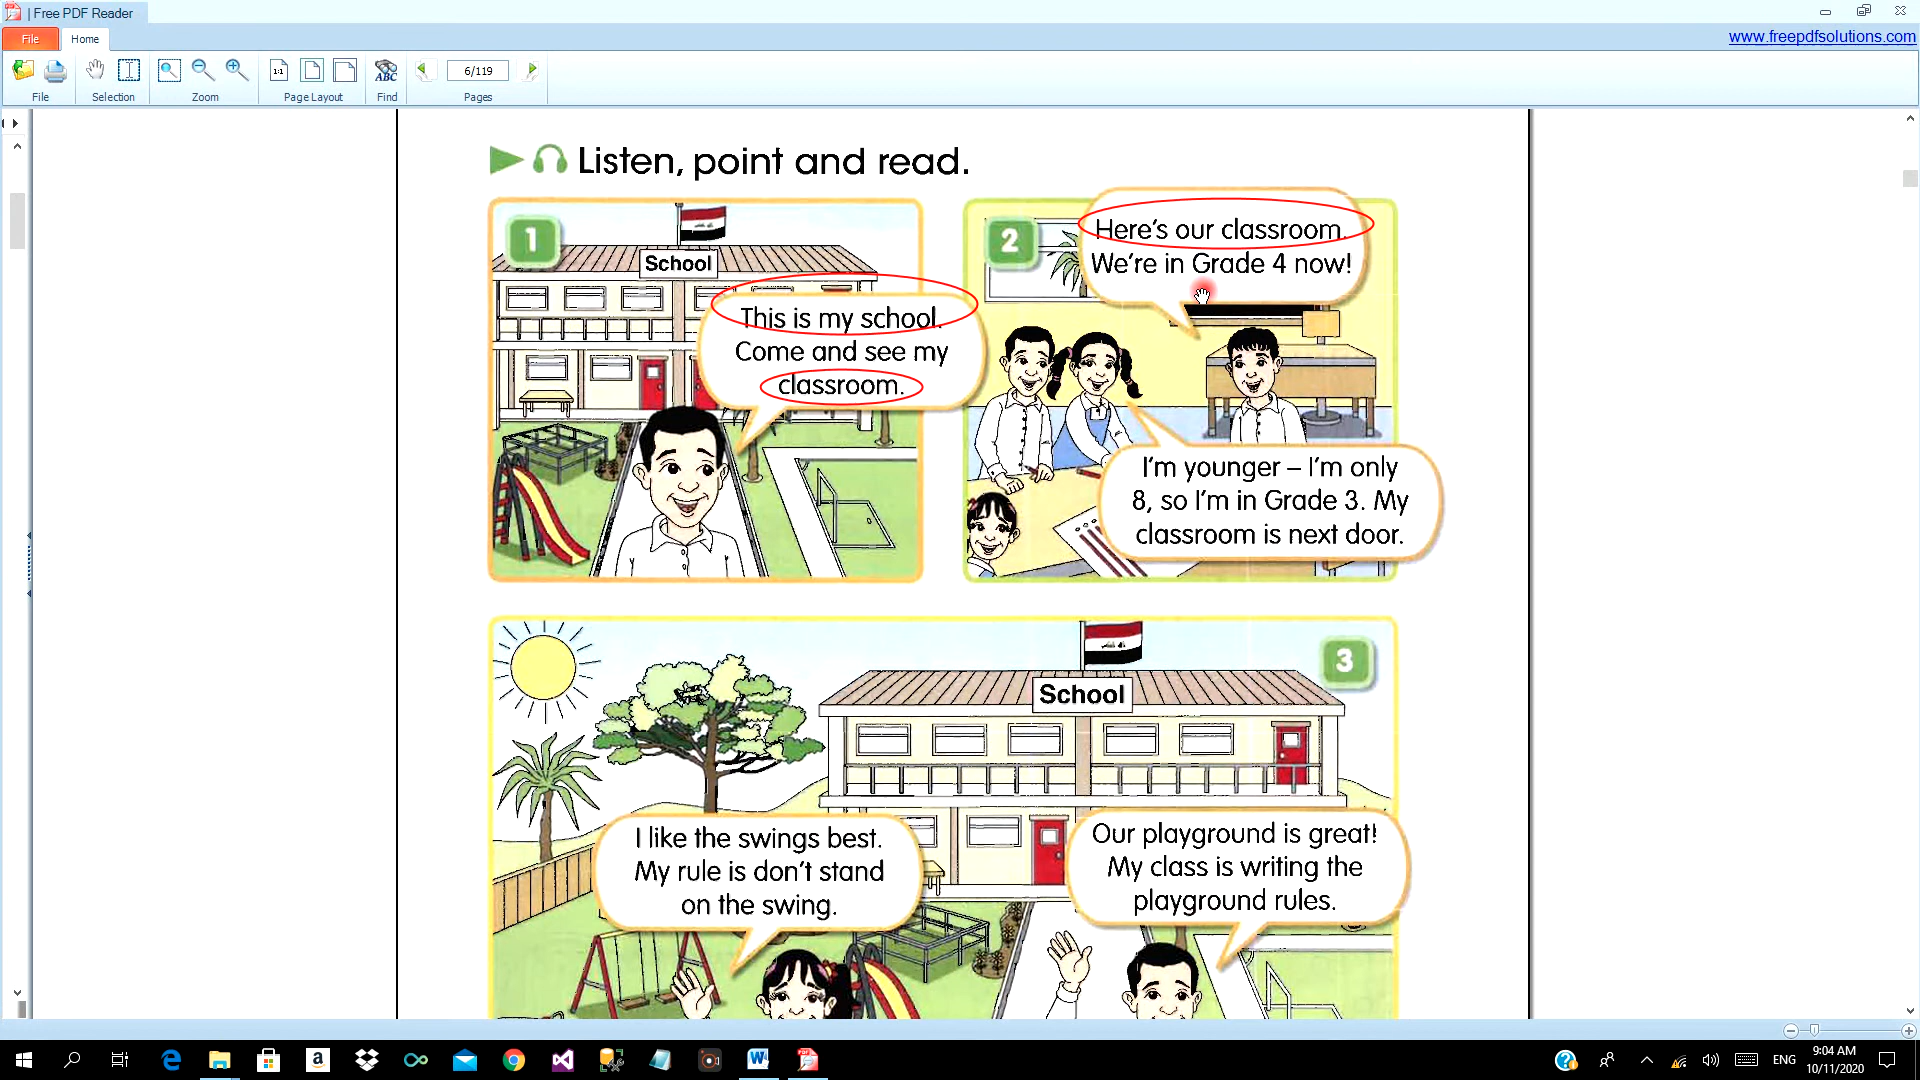 | Free PDF Reader
File
Home
www.freepdfsolutions.com
1:1
ABC
6/119
File
Selection
Zoom
Page Layout
Find
Pages
Listen, point and read.
1
School
This is my school.
Come and see my
classroom.
2
Here's our classroom.
We're in Grade 4 now!
I'm younger – I'm only
8, so I'm in Grade 3. My
classroom is next door.
3
School
I like the swings best.
My rule is don't stand
on the swing.
Our playground is great!
My class is writing the
playground rules.
ENG
9:04 AM
10/11/2020